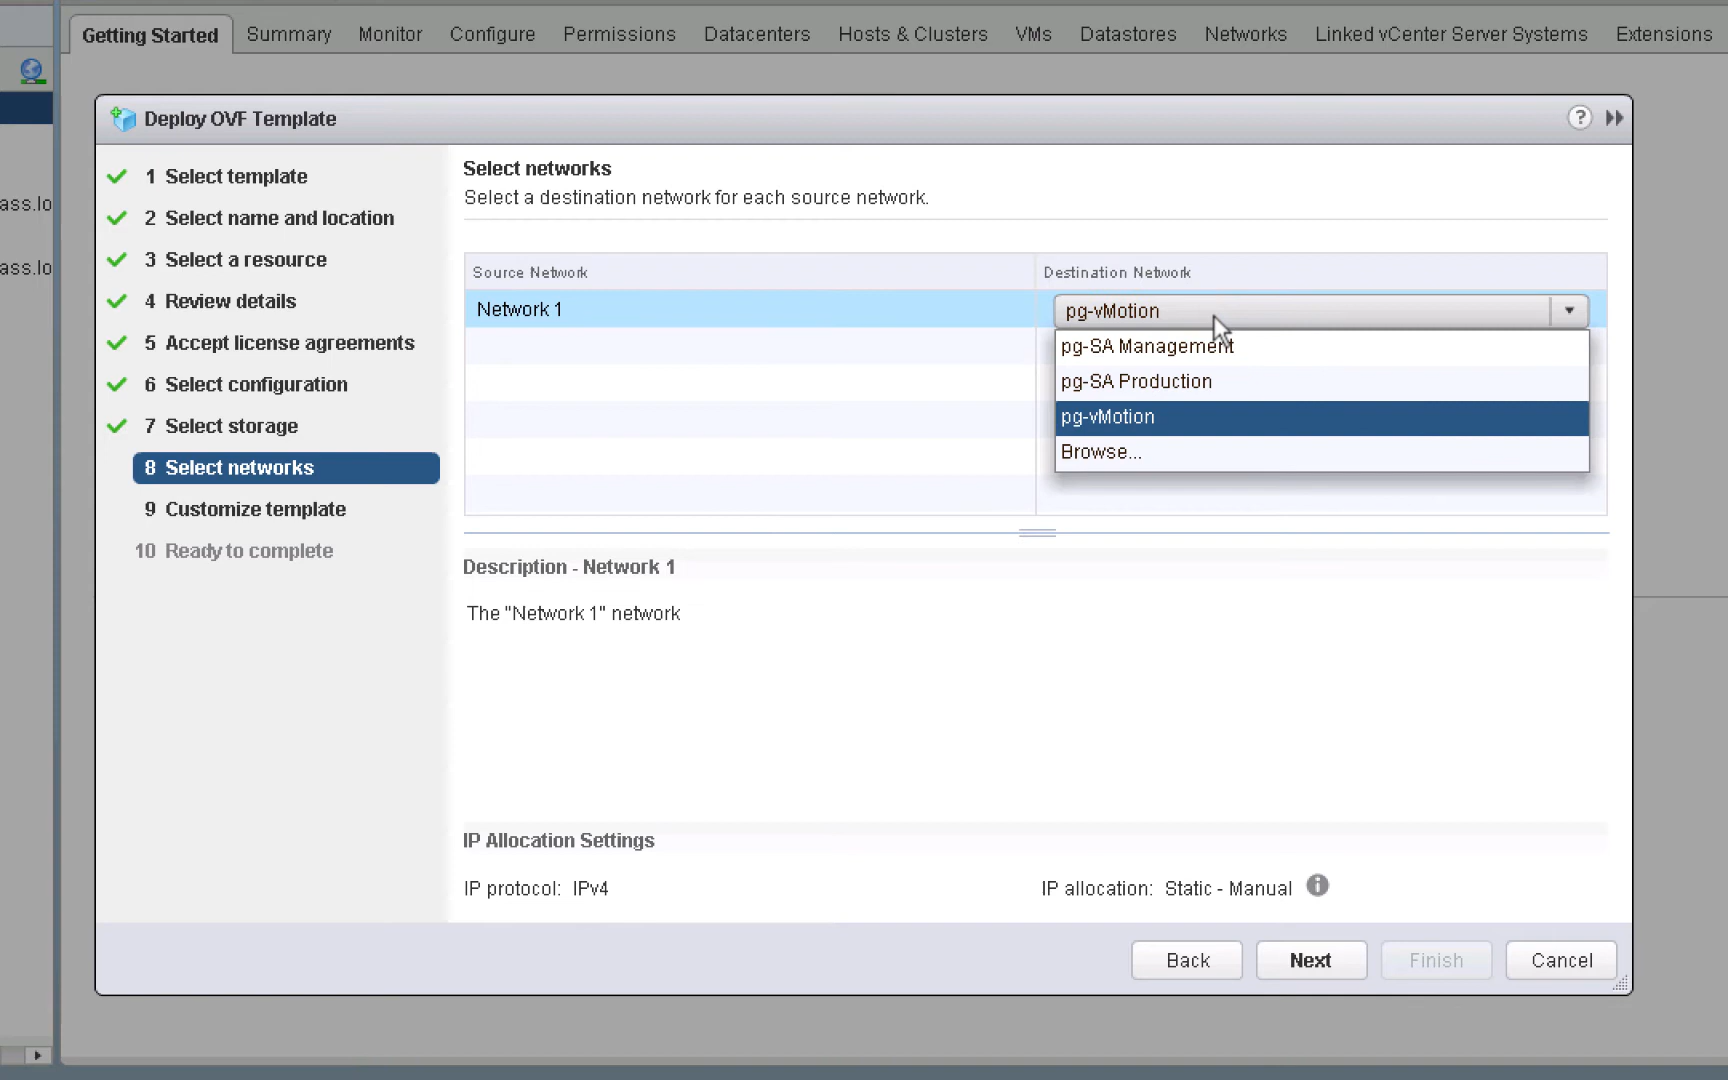 Getting Started Summary Monitor Configure Permissions Datacenters Hosts & Clusters VMs Datastores Networks Linked vCenter Server Systems Extensions
Deploy OVF Template
?
ass.lo
ass.lo
1 Select template
2 Select name and location
3 Select a resource
4 Review details
5 Accept license agreements
6 Select configuration
7 Select storage
8 Select networks
9 Customize template
10 Ready to complete
Select networks
Select a destination network for each source network.
Source Network Destination Network
Network 1 pg-vMotion
pg-SA Management
pg-SA Production
pg-vMotion
Browse...
Description - Network 1
The "Network 1" network
IP Allocation Settings
IP protocol: IPv4 IP allocation: Static - Manual
Back Next Finish Cancel